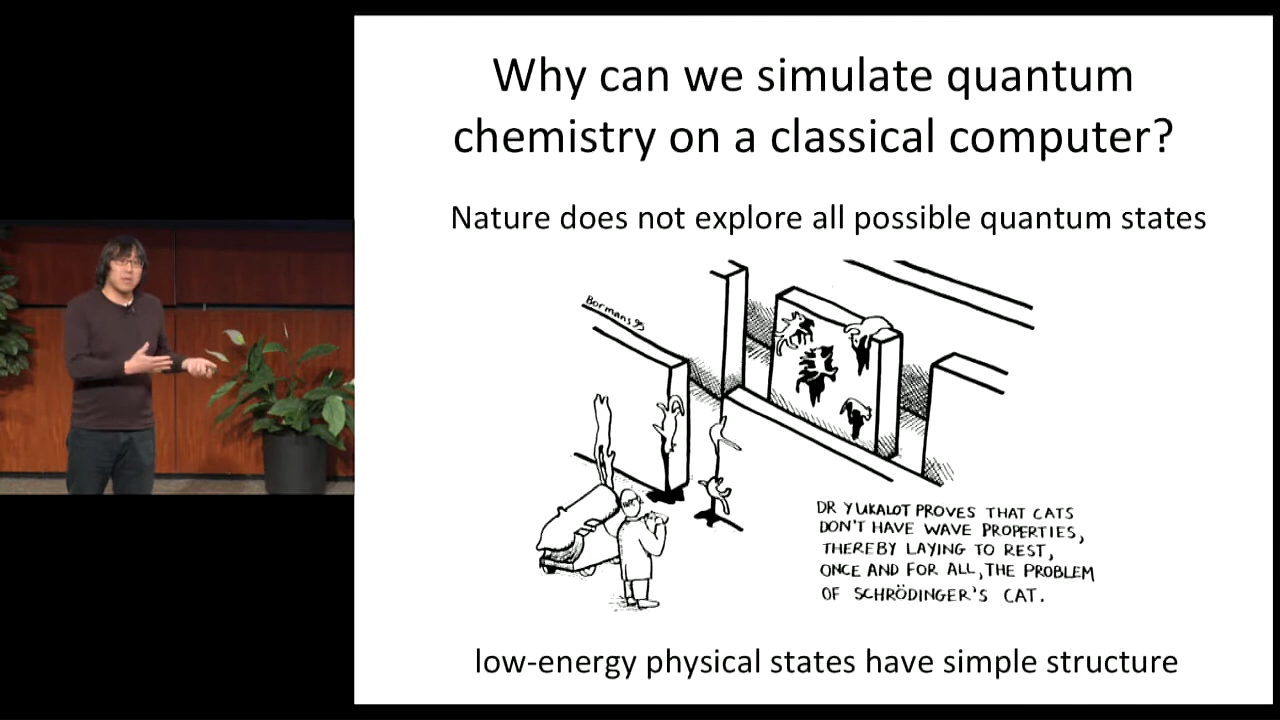 Why can we simulate quantum
chemistry on a classical computer?
Nature does not explore all possible quantum states
Bormans 95
DR YUKALOT PROVES THAT CATS
DON'T HAVE WAVE PROPERTIES,
THEREBY LAYING TO REST,
ONCE AND FOR ALL, THE PROBLEM
OF SCHRÖDINGER'S CAT.
low-energy physical states have simple structure